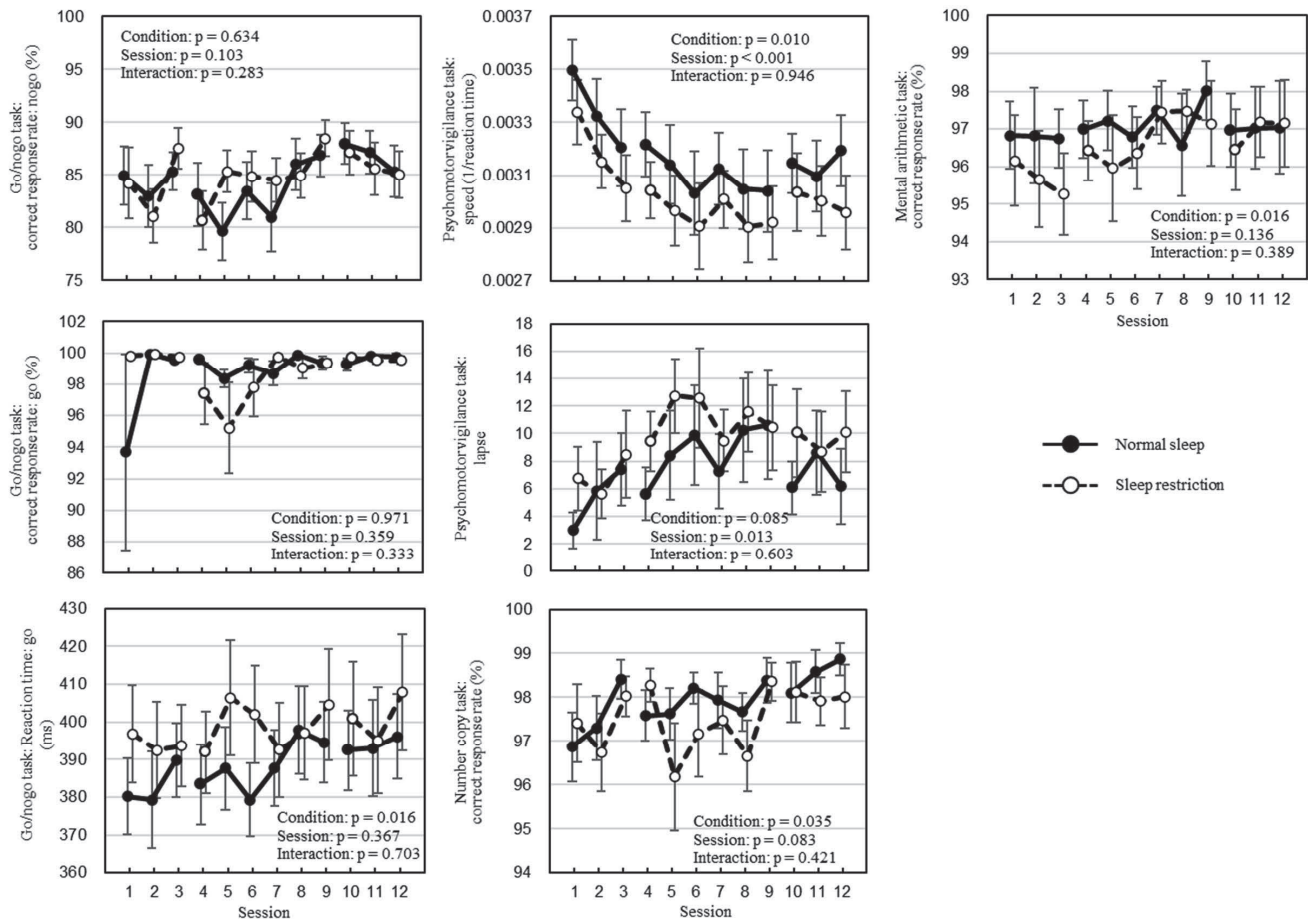 Go/nogo task:
correct response rate: nogo (%)
100
95
90
85
80
75
Condition: p = 0.634
Session: p = 0.103
Interaction: p = 0.283
Psychomotorvigilance task:
speed (1/reaction time)
0.0037
0.0035
0.0033
0.0031
0.0029
0.0027
Condition: p = 0.010
Session: p < 0.001
Interaction: p = 0.946
Mental arithmetic task:
correct response rate (%)
100
99
98
97
96
95
94
93
Condition: p = 0.016
Session: p = 0.136
Interaction: p = 0.389
1 2 3 4 5 6 7 8 9 10 11 12
Session
Go/nogo task:
corred response rate: go (%)
102
100
98
96
94
92
90
88
86
Condition: p = 0.971
Session: p = 0.359
Interaction: p = 0.333
Psychomotorvigilance task:
lapse
18
16
14
12
10
8
6
4
2
0
Condition: p = 0.085
Session: p = 0.013
Interaction: p = 0.603
Normal sleep
Sleep restriction
Go/nogo task: Reaction time: go
(ms)
430
420
410
400
390
380
370
360
Condition: p = 0.016
Session: p = 0.367
Interaction: p = 0.703
1 2 3 4 5 6 7 8 9 10 11 12
Session
Number copy task:
correct response rate (%)
100
99
98
97
96
95
94
Condition: p = 0.035
Session: p = 0.083
Interaction: p = 0.421
1 2 3 4 5 6 7 8 9 10 11 12
Session